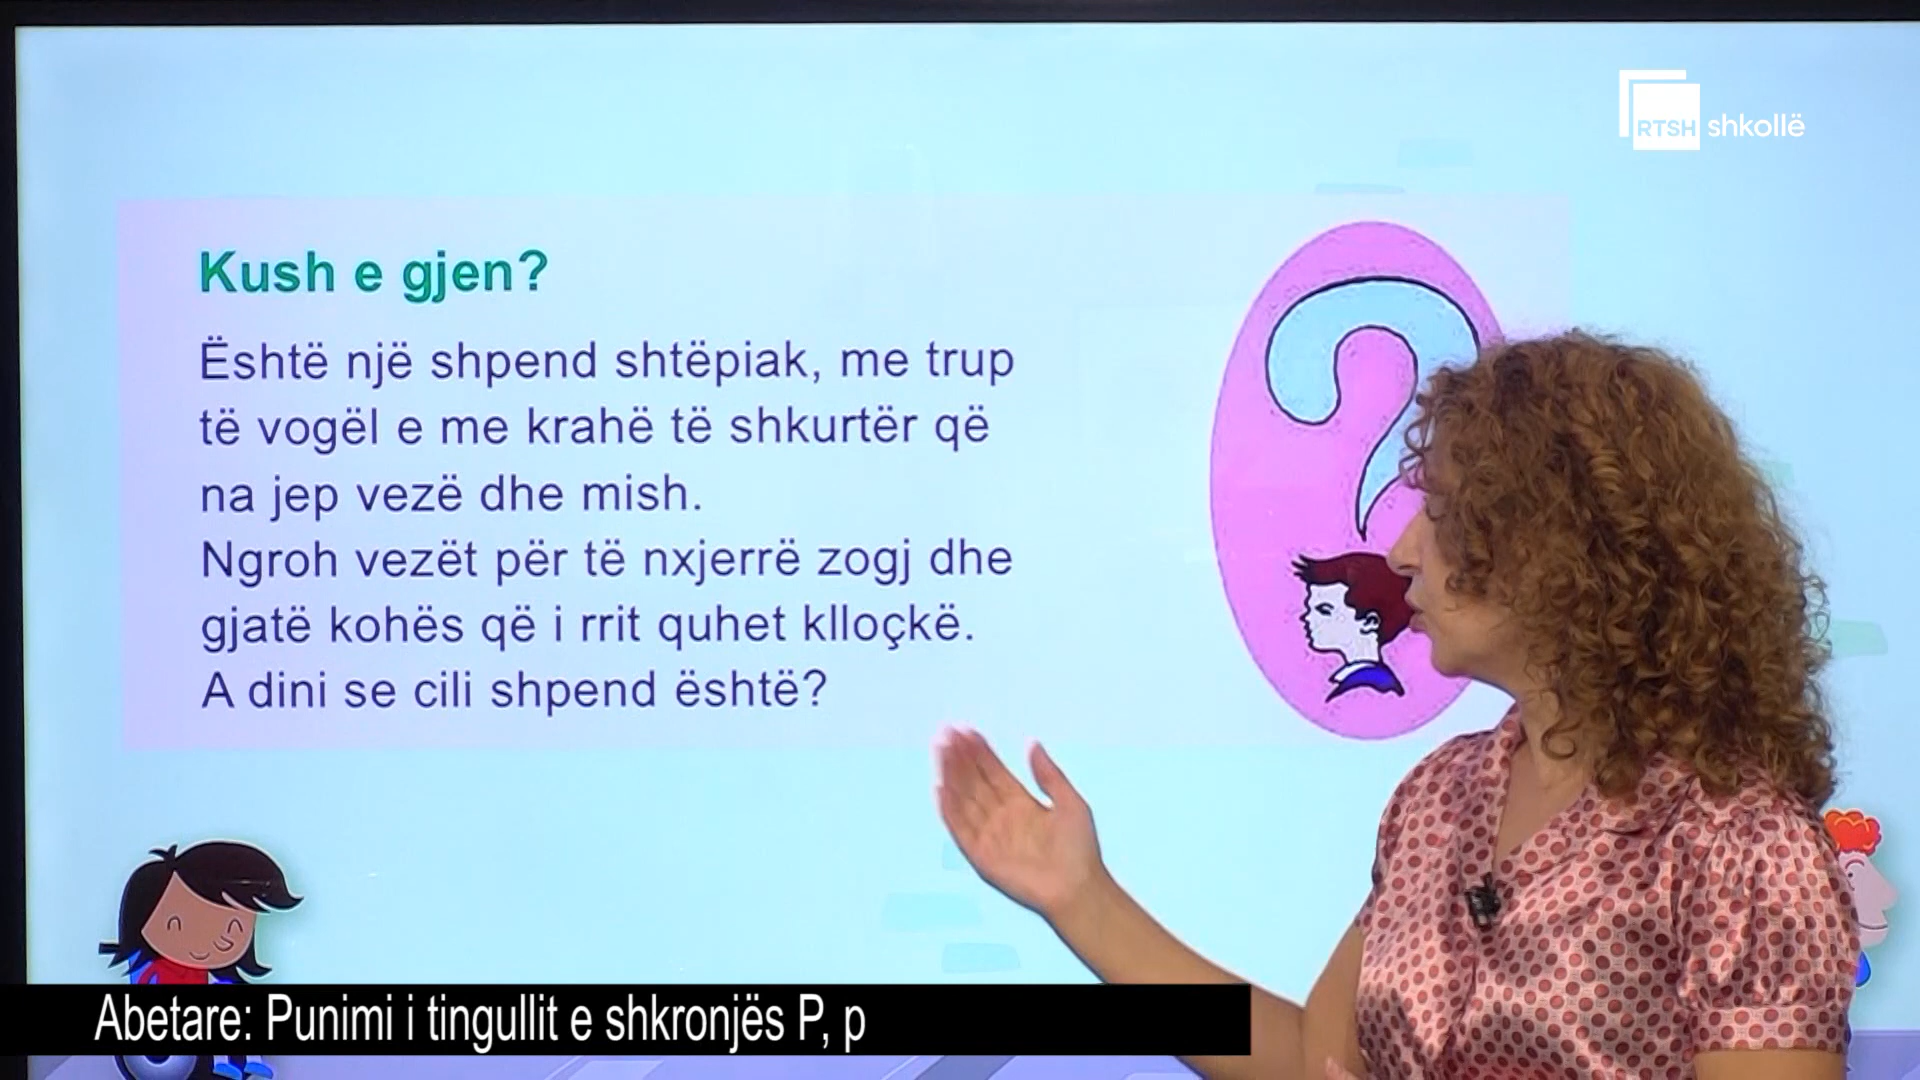 RTSH shkollë
Kush e gjen?
Është një shpend shtëpiak, me trup
të vogël e me krahë të shkurtër që
na jep vezë dhe mish.
Ngroh vezët për të nxjerrë zogj dhe
gjatë kohës që i rrit quhet klloçkë.
A dini se cili shpend është?
Abetare: Punimi i tingullit e shkronjës P, p